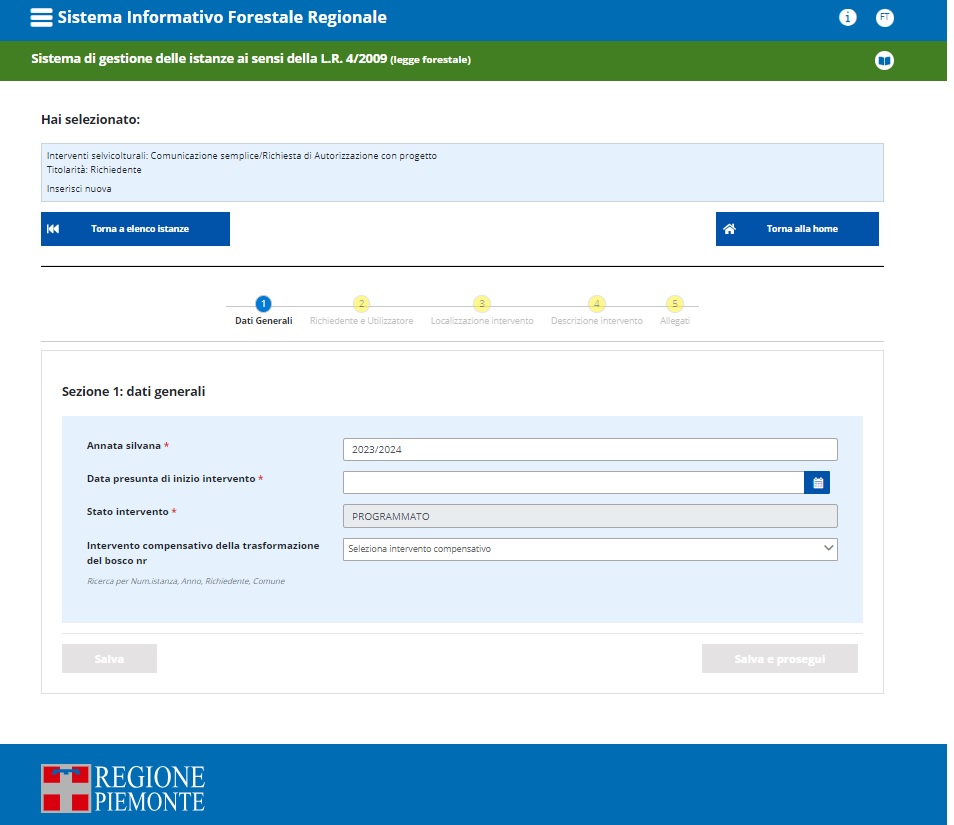 Sistema Informativo Forestale Regionale
i
FT
Sistema di gestione delle istanze ai sensi della L.R. 4/2009 (legge forestale)
Hai selezionato:
Interventi selvicolturali: Comunicazione semplice/Richiesta di Autorizzazione con progetto
Titolarità: Richiedente
Inserisci nuova
Torna a elenco istanze
Torna alla home
1
2
3
4
5
Dati Generali
Richiedente e Utilizzatore
Localizzazione intervento
Descrizione intervento
Allegati
Sezione 1: dati generali
Annata silvana *
2023/2024
Data presunta di inizio intervento *
Stato intervento *
PROGRAMMATO
Intervento compensativo della trasformazione
del bosco nr
Seleziona intervento compensativo
Ricerca per Num.istanza, Anno, Richiedente, Comune
Salva
Salva e prosegui
REGIONE
PIEMONTE